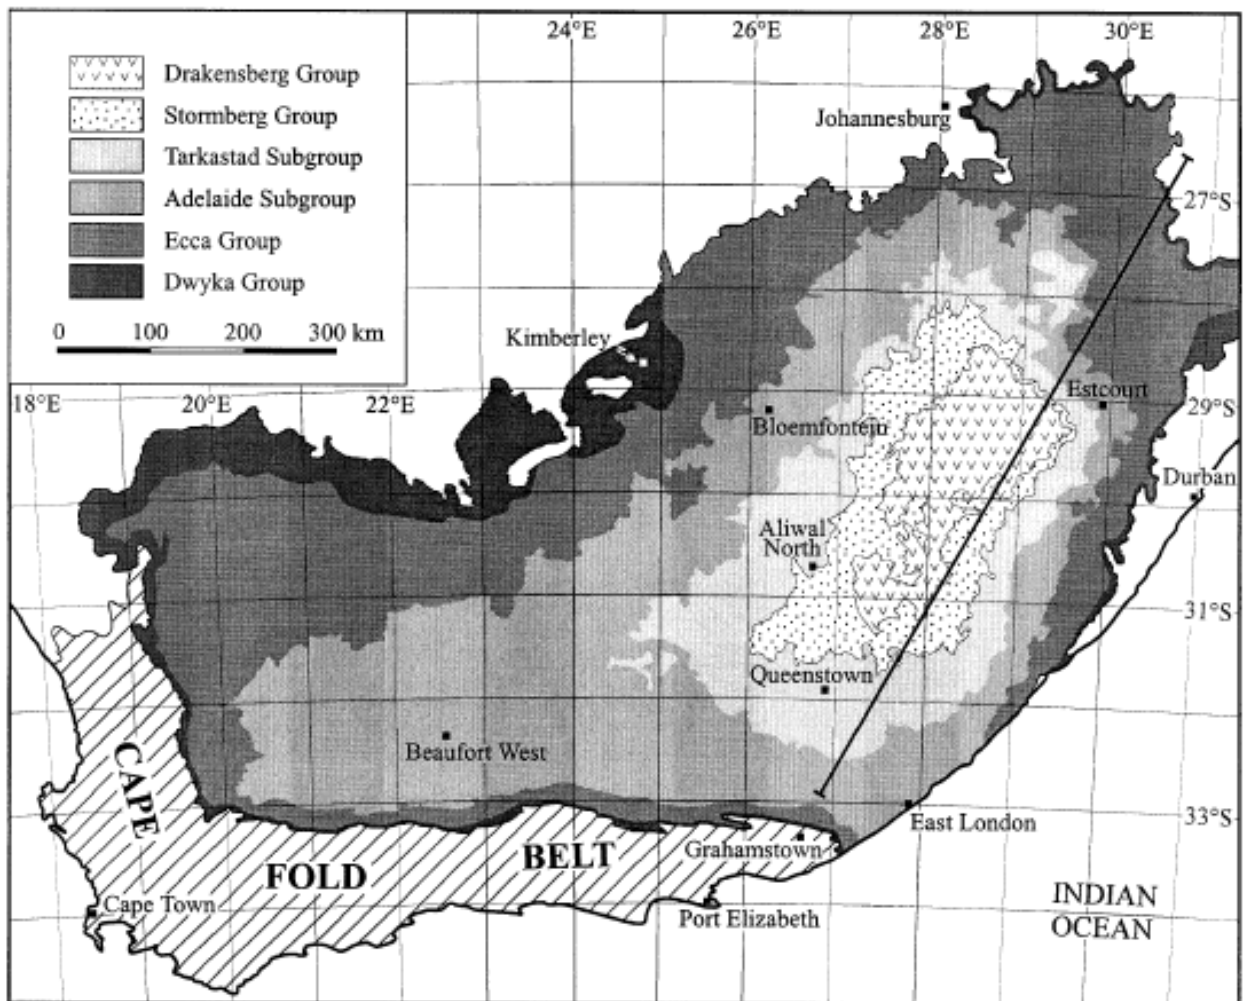 24°E
26°E
28°E
30°E
Drakensberg Group
Stormberg Group
Tarkastad Subgroup
Adelaide Subgroup
Ecca Group
Dwyka Group
0 100 200 300 km
Johannesburg
27°S
Kimberley
18°E
20°E
22°E
Estcourt
29°S
Bloemfontein
Durban
Aliwal
North
31°S
Queenstown
Beaufort West
CAPE
33°S
East London
Grahamstown
BELT
FOLD
INDIAN
OCEAN
Cape Town
Port Elizabeth